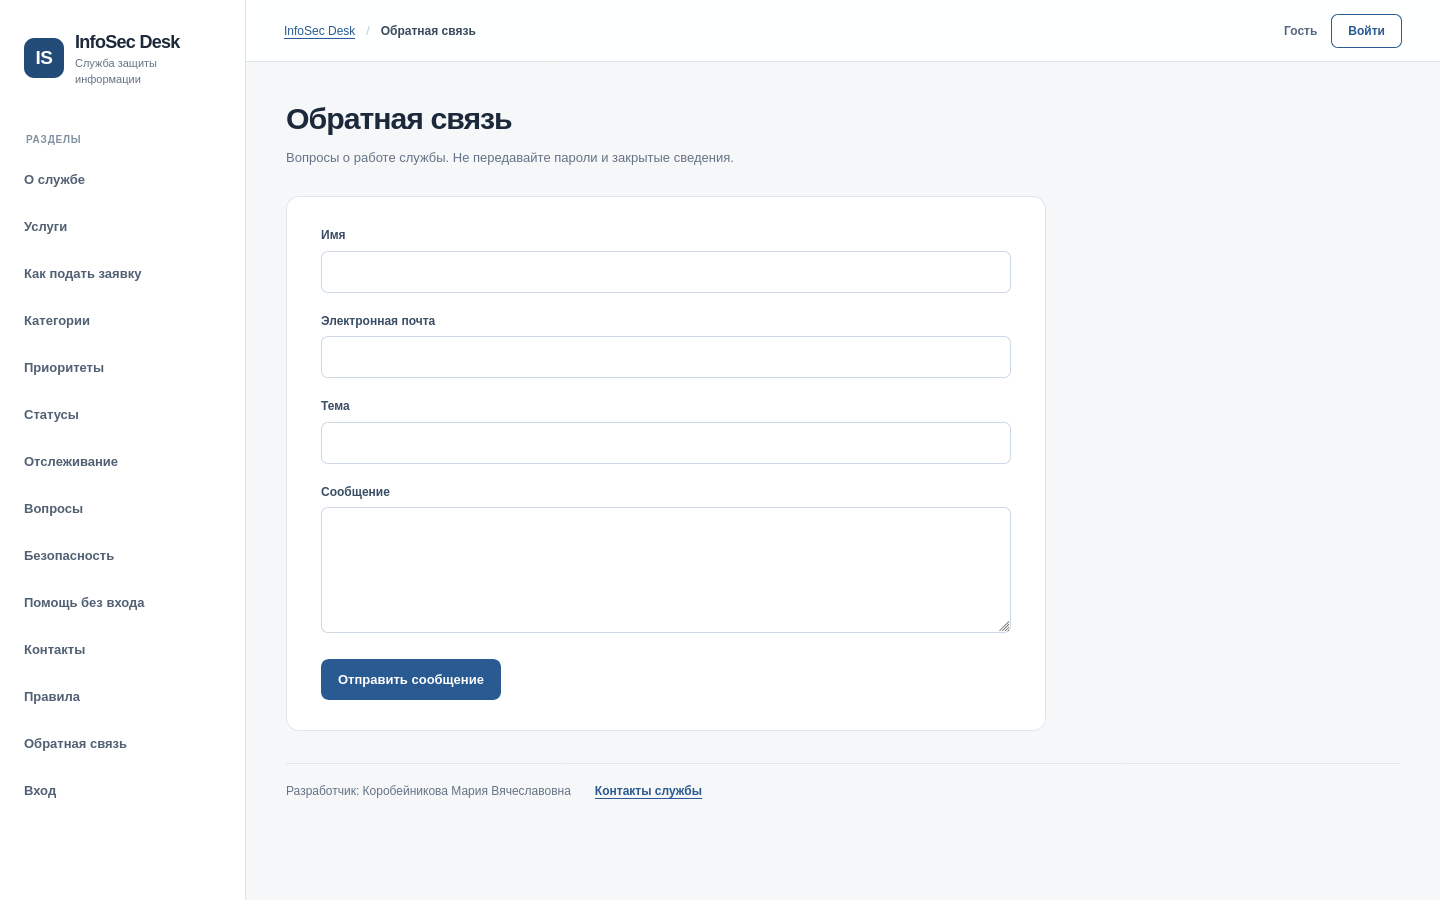 IS
InfoSec Desk
Служба защиты
информации
РАЗДЕЛЫ
О службе
Услуги
Как подать заявку
Категории
Приоритеты
Статусы
Отслеживание
Вопросы
Безопасность
Помощь без входа
Контакты
Правила
Обратная связь
Вход
InfoSec Desk / Обратная связь
Гость
Войти
Обратная связь
Вопросы о работе службы. Не передавайте пароли и закрытые сведения.
Имя
Электронная почта
Тема
Сообщение
Отправить сообщение
Разработчик: Коробейникова Мария Вячеславовна
Контакты службы